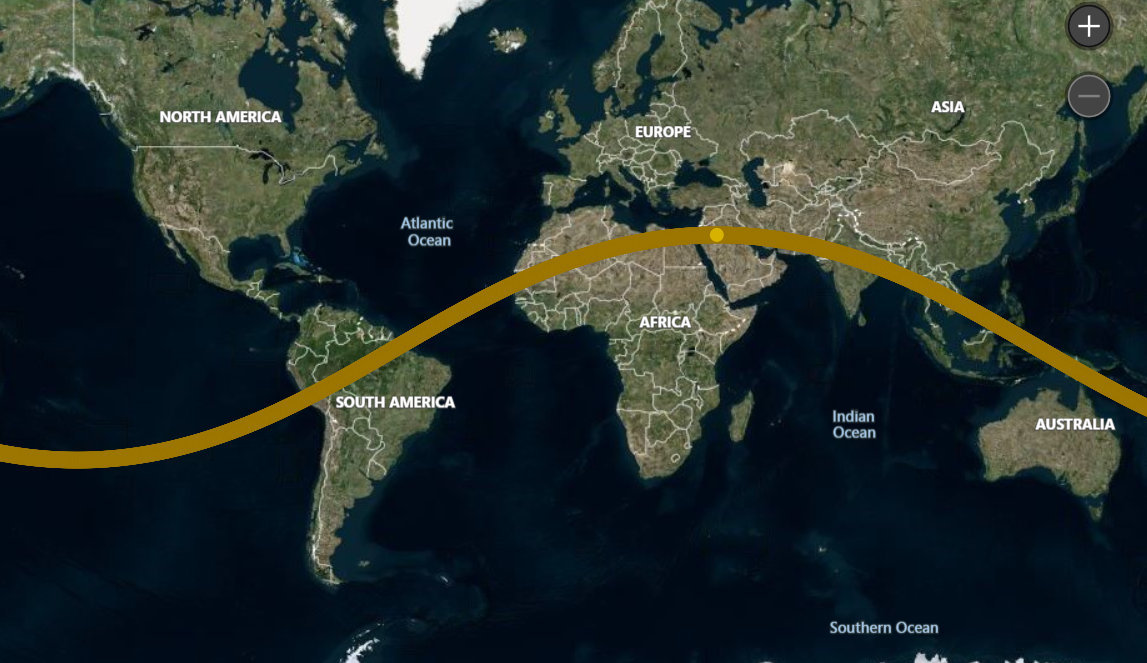 ASIA
NORTH AMERICA
EUROPE
Atlantic
Ocean
AFRICA
SOUTH AMERICA
Indian
Ocean
AUSTRALIA
Southern Ocean